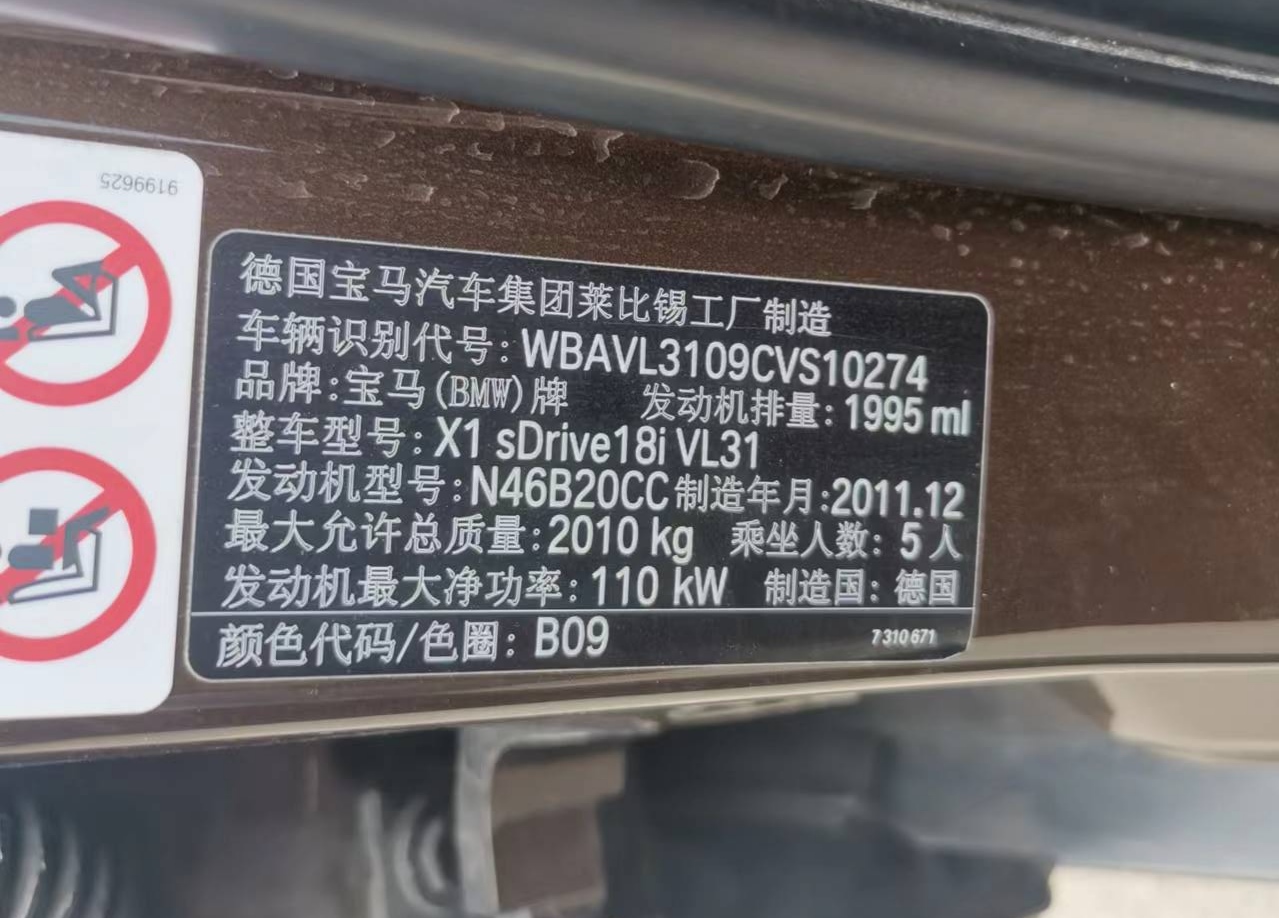 9199625
德国宝马汽车集团莱比锡工厂制造
车辆识别代号：WBAVL3109CVS10274
品牌：宝马(BMW)牌 发动机排量：1995 ml
整车型号：X1 sDrive18i VL31
发动机型号：N46B20CC 制造年月：2011.12
最大允许总质量：2010 kg 乘坐人数：5人
发动机最大净功率：110 kW 制造国：德国
颜色代码/色圈：B09 7310671